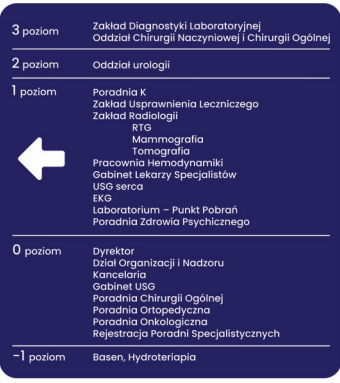 3 poziom
Zakład Diagnostyki Laboratoryjnej
Oddział Chirurgii Naczyniowej i Chirurgii Ogólnej
2 poziom
Oddział urologii
1 poziom
Poradnia K
Zakład Usprawnienia Leczniczego
Zakład Radiologii
RTG
Mammografia
Tomografia
Pracownia Hemodynamiki
Gabinet Lekarzy Specjalistów
USG serca
EKG
Laboratorium – Punkt Pobrań
Poradnia Zdrowia Psychicznego
0 poziom
Dyrektor
Dział Organizacji i Nadzoru
Kancelaria
Gabinet USG
Poradnia Chirurgii Ogólnej
Poradnia Ortopedyczna
Poradnia Onkologiczna
Rejestracja Poradni Specjalistycznych
-1 poziom
Basen, Hydroteriapia